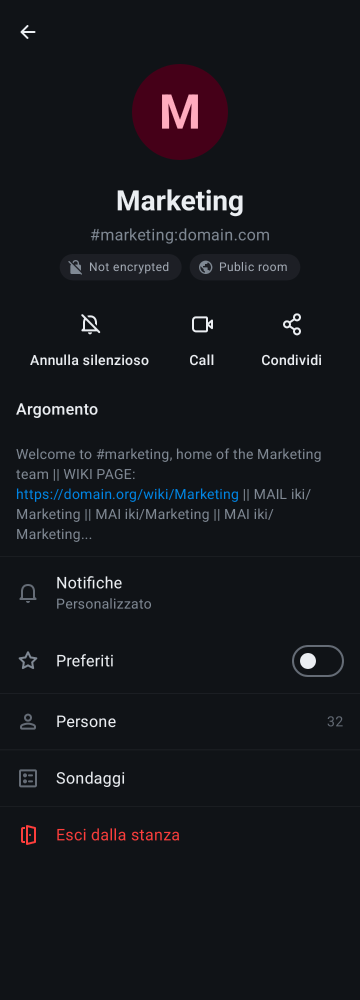 M
Marketing
#marketing:domain.com
Not encrypted
Public room
Annulla silenzioso
Call
Condividi
Argomento
Welcome to #marketing, home of the Marketing
team || WIKI PAGE:
https://domain.org/wiki/Marketing || MAIL iki/
Marketing || MAI iki/Marketing || MAI iki/
Marketing...
Notifiche
Personalizzato
Preferiti
Persone 32
Sondaggi
Esci dalla stanza